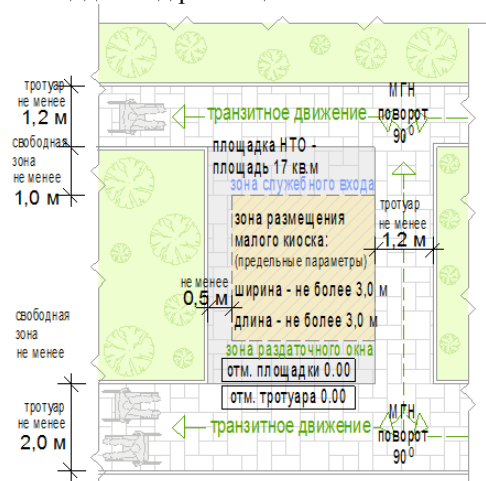 тротуар
не менее
1,2 м
свободная
зона
не менее
1,0 м
МГН
поворот
90⁰
транзитное движение
площадка НТО -
площадь 17 кв.м
зона служебного входа
зона размещения
малого киоска:
(предельные параметры)
ширина - не более 3,0 м
длина - не более 3,0 м
тротуар
не менее
1,2 м
не менее
0,5 м
свободная
зона
не менее
зона раздаточного окна
отм. площадки 0.00
отм. тротуара 0.00
тротуар
не менее
2,0 м
транзитное движение
МГН
поворот
90⁰